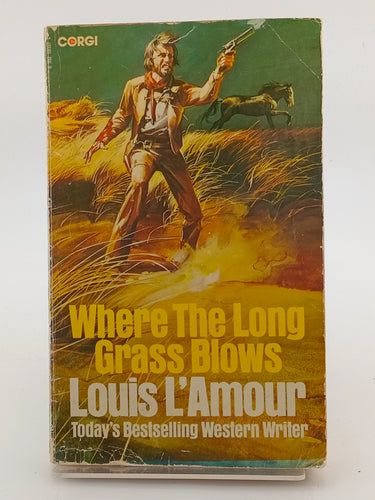 CORGI
Where The Long
Grass Blows
Louis L'Amour
Today's Bestselling Western Writer